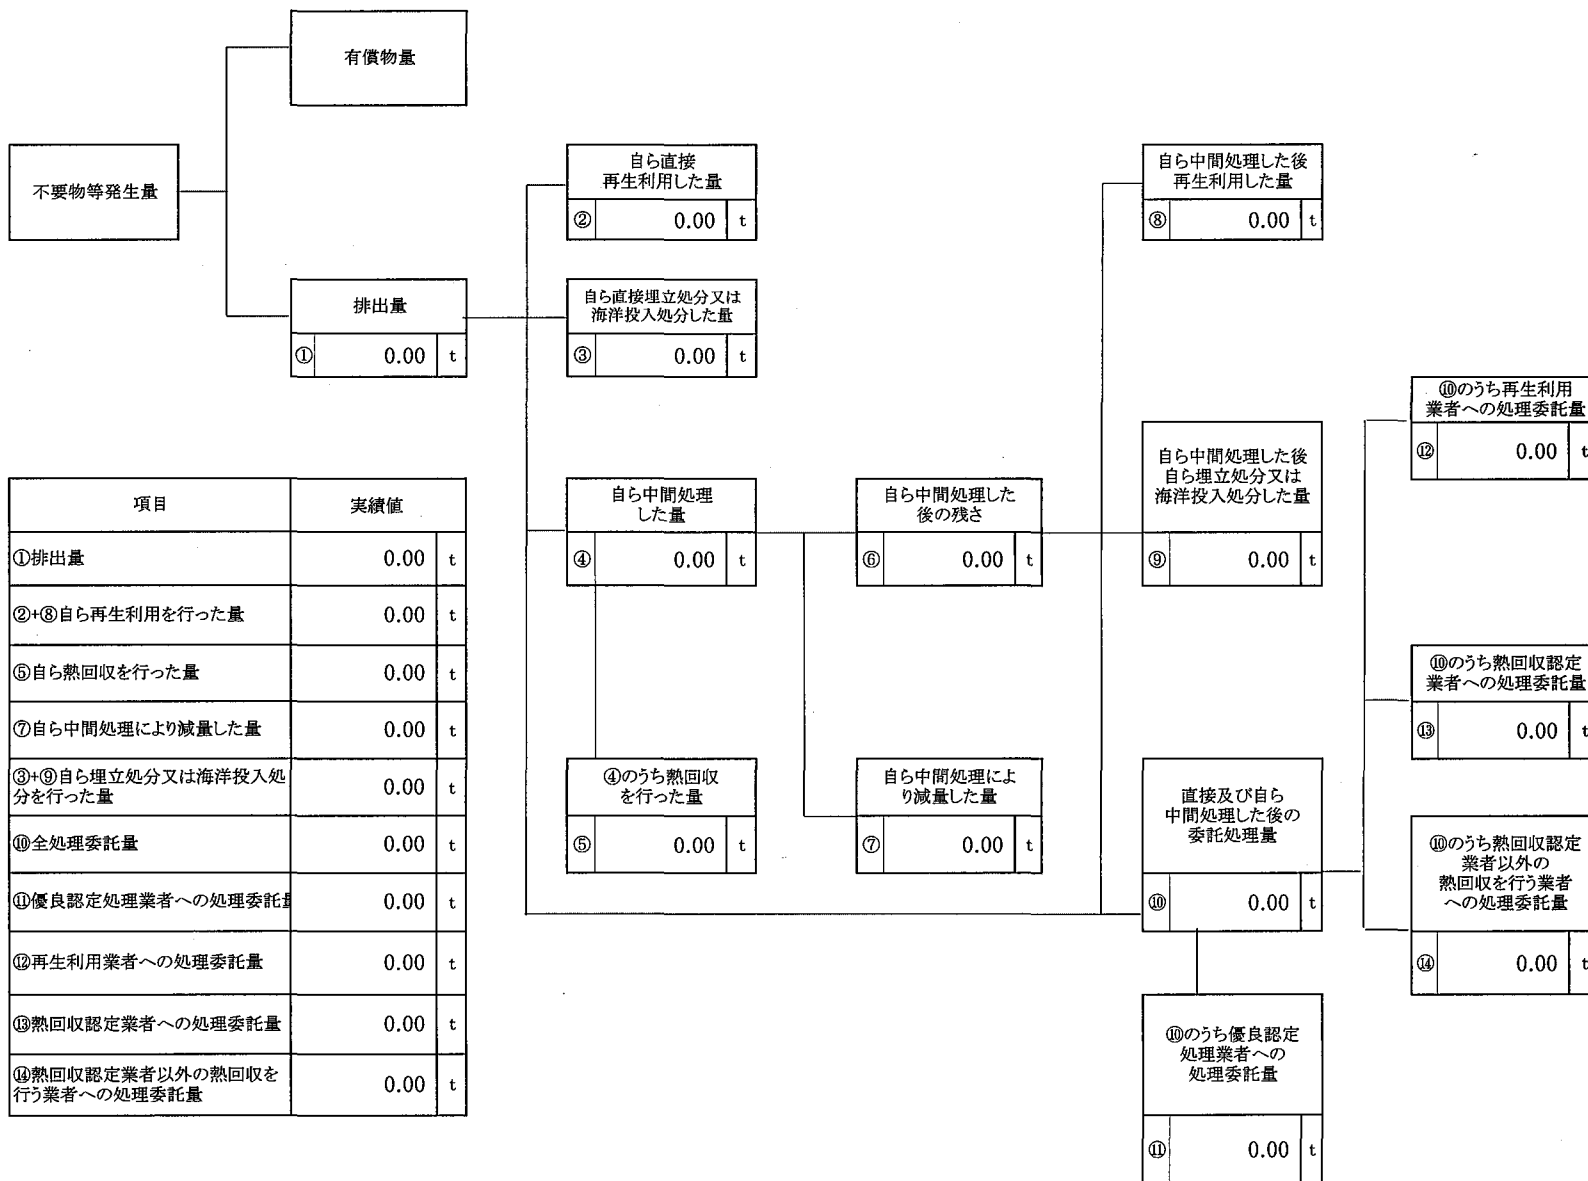 有償物量
不要物等発生量
排出量
① 0.00 t
自ら直接
再生利用した量
② 0.00 t
自ら直接埋立処分又は
海洋投入処分した量
③ 0.00 t
自ら中間処理
した量
④ 0.00 t
④のうち熱回収
を行った量
⑤ 0.00 t
自ら中間処理した
後の残さ
⑥ 0.00 t
自ら中間処理によ
り減量した量
⑦ 0.00 t
自ら中間処理した後
再生利用した量
⑧ 0.00 t
自ら中間処理した後
自ら埋立処分又は
海洋投入処分した量
⑨ 0.00 t
直接及び自ら
中間処理した後の
委託処理量
⑩ 0.00 t
⑩のうち優良認定
処理業者への
処理委託量
⑪ 0.00 t
⑩のうち再生利用
業者への処理委託量
⑫ 0.00 t
⑩のうち熱回収認定
業者への処理委託量
⑬ 0.00 t
⑩のうち熱回収認定
業者以外の
熱回収を行う業者
への処理委託量
⑭ 0.00 t
項目 実績値
①排出量 0.00 t
②+⑧自ら再生利用を行った量 0.00 t
⑤自ら熱回収を行った量 0.00 t
⑦自ら中間処理により減量した量 0.00 t
③+⑨自ら埋立処分又は海洋投入処
分を行った量 0.00 t
⑩全処理委託量 0.00 t
⑪優良認定処理業者への処理委託量 0.00 t
⑫再生利用業者への処理委託量 0.00 t
⑬熱回収認定業者への処理委託量 0.00 t
⑭熱回収認定業者以外の熱回収を
行う業者への処理委託量 0.00 t